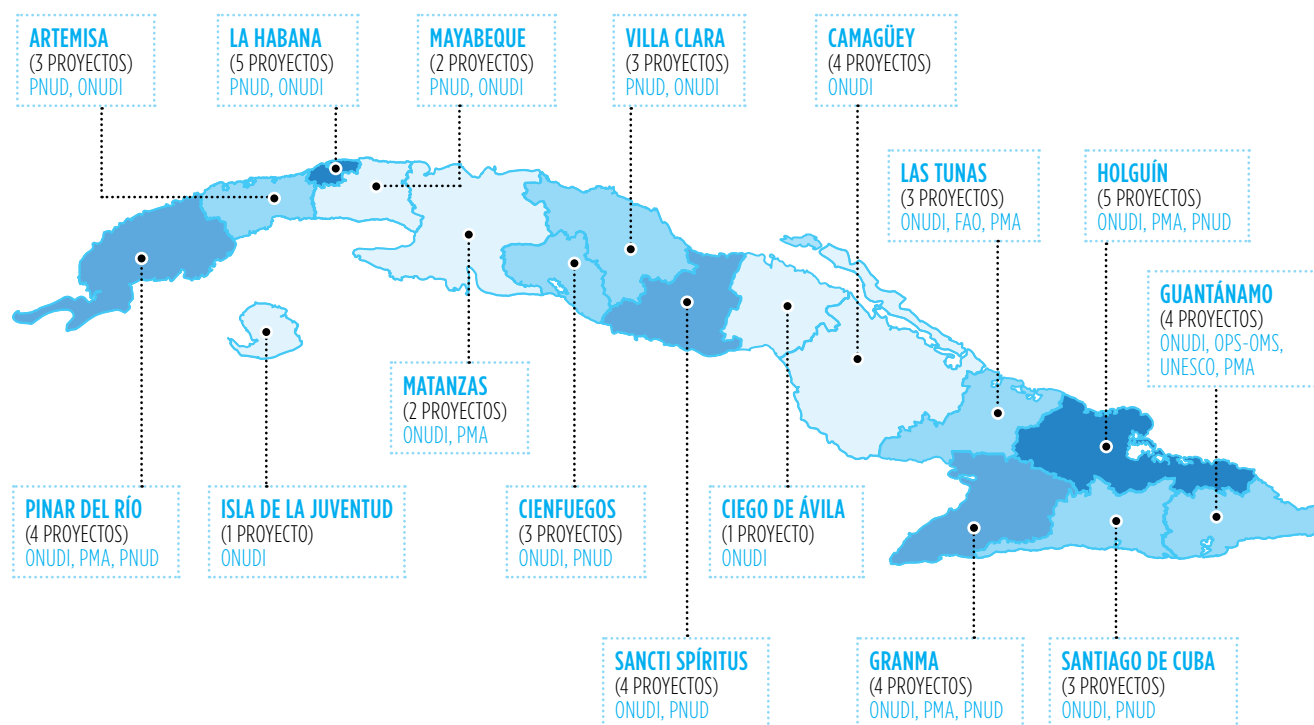 ARTEMISA
(3 PROYECTOS)
PNUD, ONUDI
LA HABANA
(5 PROYECTOS)
PNUD, ONUDI
MAYABEQUE
(2 PROYECTOS)
PNUD, ONUDI
VILLA CLARA
(3 PROYECTOS)
PNUD, ONUDI
CAMAGÜEY
(4 PROYECTOS)
ONUDI
LAS TUNAS
(3 PROYECTOS)
ONUDI, FAO, PMA
HOLGUÍN
(5 PROYECTOS)
ONUDI, PMA, PNUD
GUANTÁNAMO
(4 PROYECTOS)
ONUDI, OPS-OMS,
UNESCO, PMA
MATANZAS
(2 PROYECTOS)
ONUDI, PMA
PINAR DEL RÍO
(4 PROYECTOS)
ONUDI, PMA, PNUD
ISLA DE LA JUVENTUD
(1 PROYECTO)
ONUDI
CIENFUEGOS
(3 PROYECTOS)
ONUDI, PNUD
CIEGO DE ÁVILA
(1 PROYECTO)
ONUDI
SANCTI SPÍRITUS
(4 PROYECTOS)
ONUDI, PNUD
GRANMA
(4 PROYECTOS)
ONUDI, PMA, PNUD
SANTIAGO DE CUBA
(3 PROYECTOS)
ONUDI, PNUD